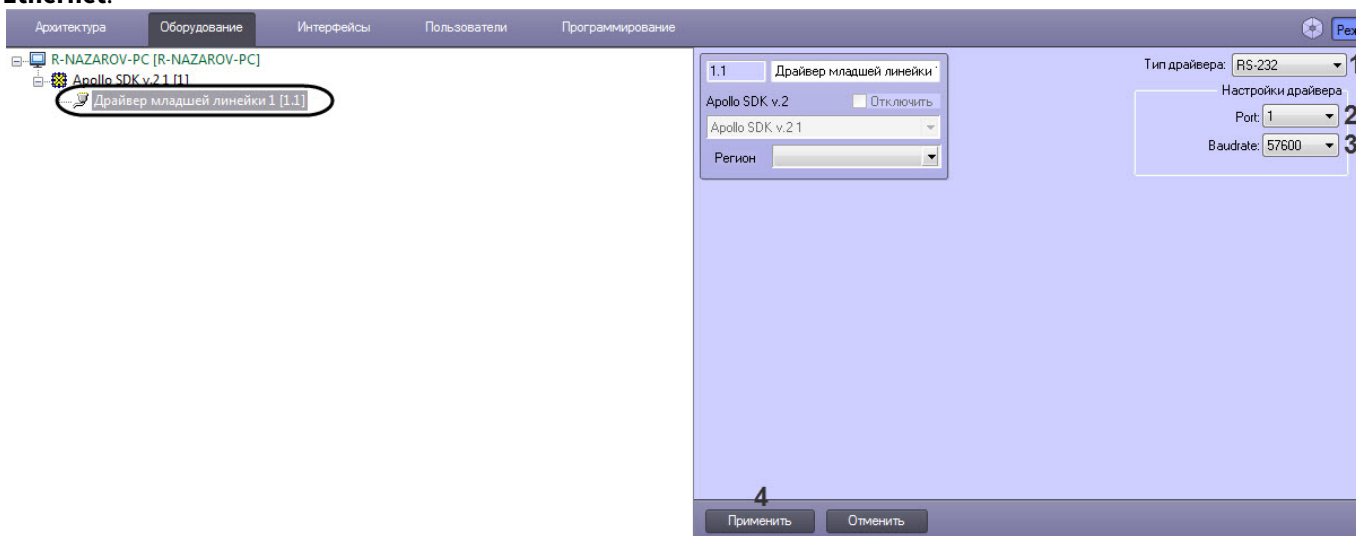 Ethernet.
Архитектура Оборудование Интерфейсы Пользователи Программирование
R-NAZAROV-PC [R-NAZAROV-PC]
Apollo SDK v.2 1 [1]
Драйвер младшей линейки 1 [1.1]
1.1 Драйвер младшей линейки
Apollo SDK v.2 Отключить
Apollo SDK v.2 1
Регион
Тип драйвера: RS-232 1
Настройки драйвера
Port: 1 2
Baudrate: 57600 3
4
Применить Отменить